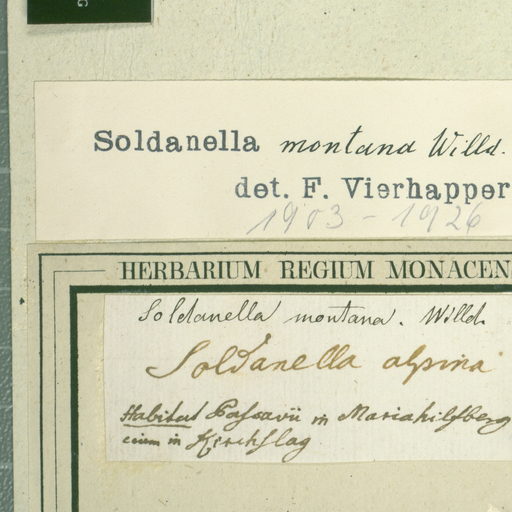 Soldanella montana Willd.
det. F. Vierhapper
1903 - 1926
HERBARIUM REGIUM MONACEN
Soldanella montana. Willd.
Soldanella alpina
Habitat Passavii in Mariahilfberg
in Kirchslag